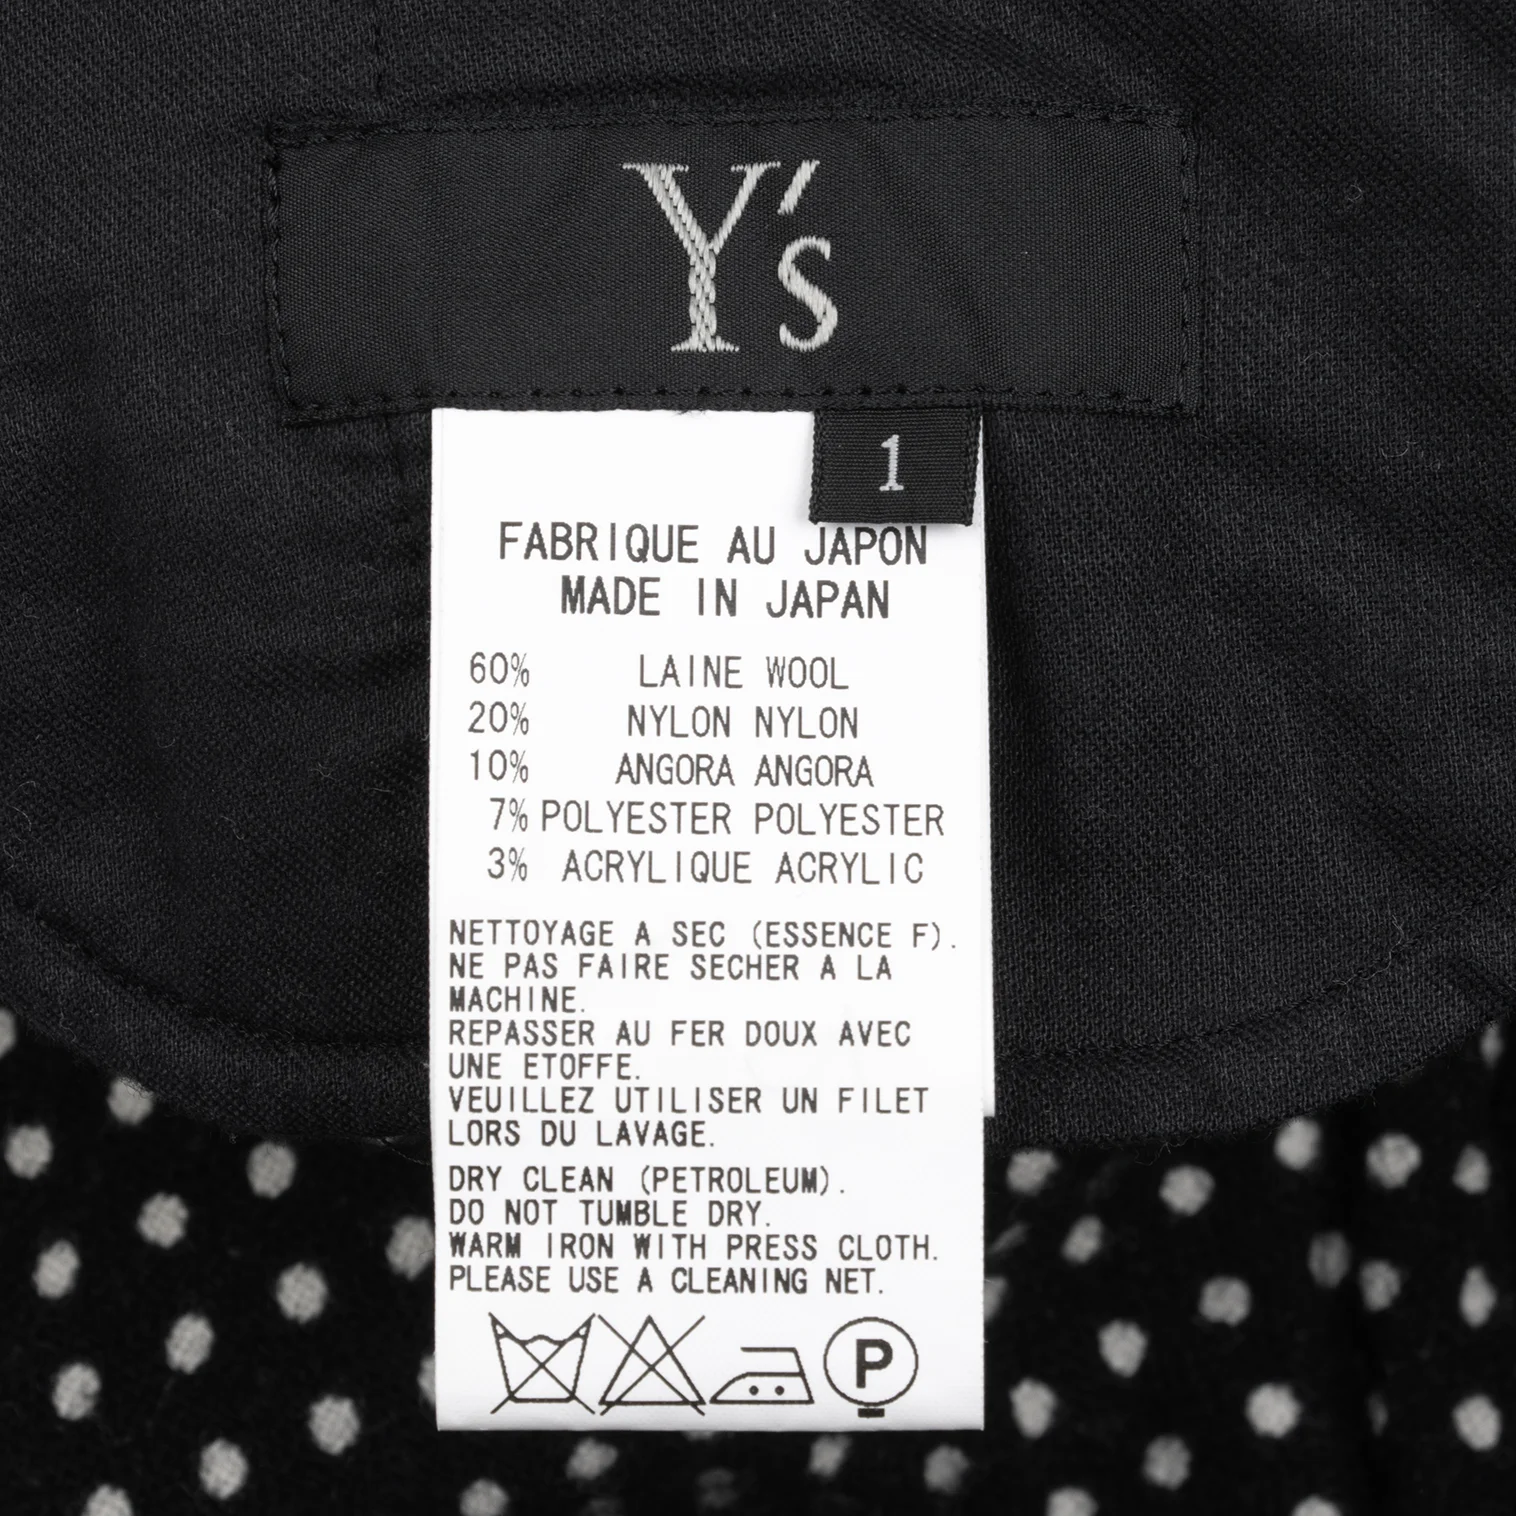 Y's
1
FABRIQUE AU JAPON
MADE IN JAPAN
60% LAINE WOOL
20% NYLON NYLON
10% ANGORA ANGORA
7% POLYESTER POLYESTER
3% ACRYLIQUE ACRYLIC
NETTOYAGE A SEC (ESSENCE F).
NE PAS FAIRE SECHER A LA
MACHINE.
REPASSER AU FER DOUX AVEC
UNE ETOFFE.
VEUILLEZ UTILISER UN FILET
LORS DU LAVAGE.
DRY CLEAN (PETROLEUM).
DO NOT TUMBLE DRY.
WARM IRON WITH PRESS CLOTH.
PLEASE USE A CLEANING NET.
P